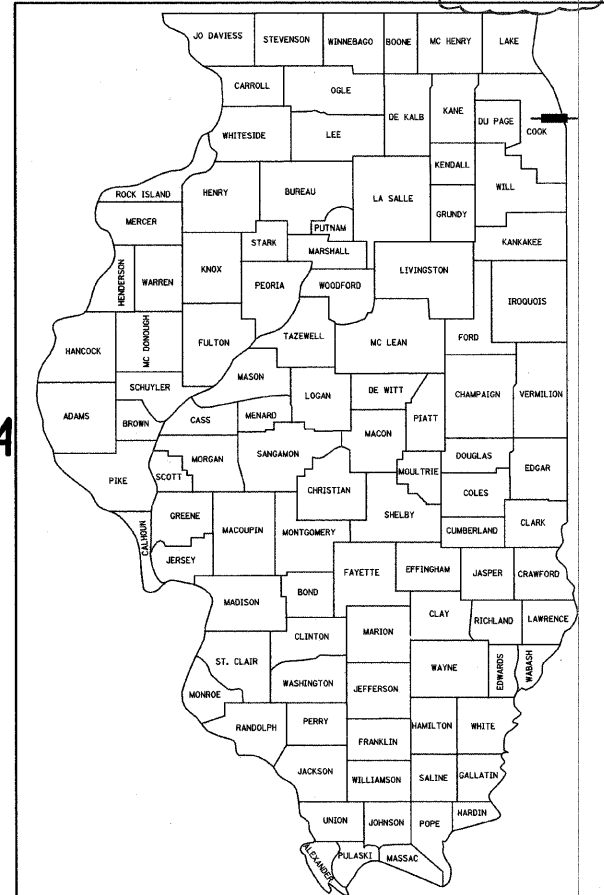 JO DAVIESS STEVENSON WINNEBAGO BOONE MC HENRY LAKE
CARROLL OGLE DE KALB KANE DU PAGE COOK
WHITESIDE LEE
KENDALL WILL
ROCK ISLAND HENRY BUREAU LA SALLE
MERCER PUTNAM GRUNDY
STARK MARSHALL KANKAKEE
HENDERSON WARREN KNOX PEORIA WOODFORD LIVINGSTON
IROQUOIS
HANCOCK MC DONOUGH FULTON TAZEWELL MC LEAN FORD
MASON
SCHUYLER LOGAN DE WITT CHAMPAIGN VERMILION
4
ADAMS BROWN CASS MENARD MACON PIATT
MORGAN SANGAMON DOUGLAS
PIKE SCOTT CHRISTIAN MOULTRIE COLES EDGAR
GREENE SHELBY
CALHOUN MACOUPIN MONTGOMERY CUMBERLAND CLARK
JERSEY
FAYETTE EFFINGHAM JASPER CRAWFORD
MADISON BOND
CLAY RICHLAND LAWRENCE
CLINTON MARION
ST. CLAIR WAYNE EDWARDS WABASH
WASHINGTON JEFFERSON
MONROE
RANDOLPH PERRY HAMILTON WHITE
FRANKLIN
JACKSON WILLIAMSON SALINE GALLATIN
HARDIN
UNION JOHNSON POPE
ALEXANDER PULASKI MASSAC